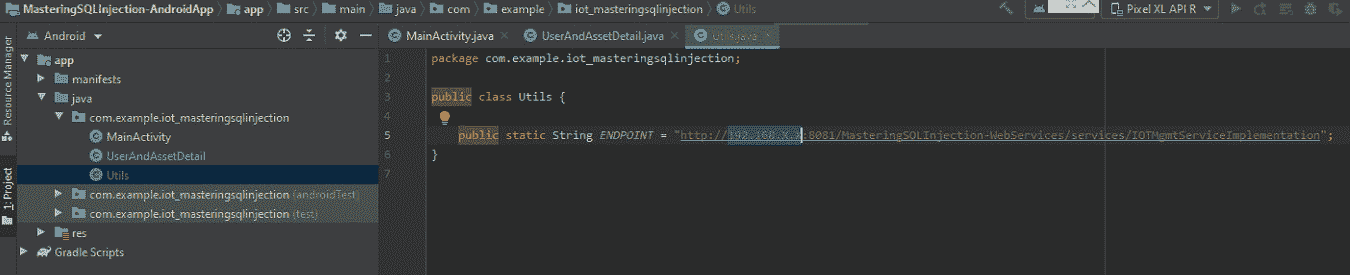 MasteringSQLInjection-AndroidApp app src main java com example iot_masteringsqlinjection Utils
Pixel XL API R
Resource Manager
1: Project
Android
app
manifests
java
com.example.iot_masteringsqlinjection
MainActivity
UserAndAssetDetail
Utils
com.example.iot_masteringsqlinjection (androidTest)
com.example.iot_masteringsqlinjection (test)
res
Gradle Scripts
MainActivity.java UserAndAssetDetail.java Utils.java
1 package com.example.iot_masteringsqlinjection;
2
3 public class Utils {
4
5 public static String ENDPOINT = "http://192.168.X.X:8081/MasteringSQLInjection-WebServices/services/IOTMgmtServiceImplementation";
6 }
7